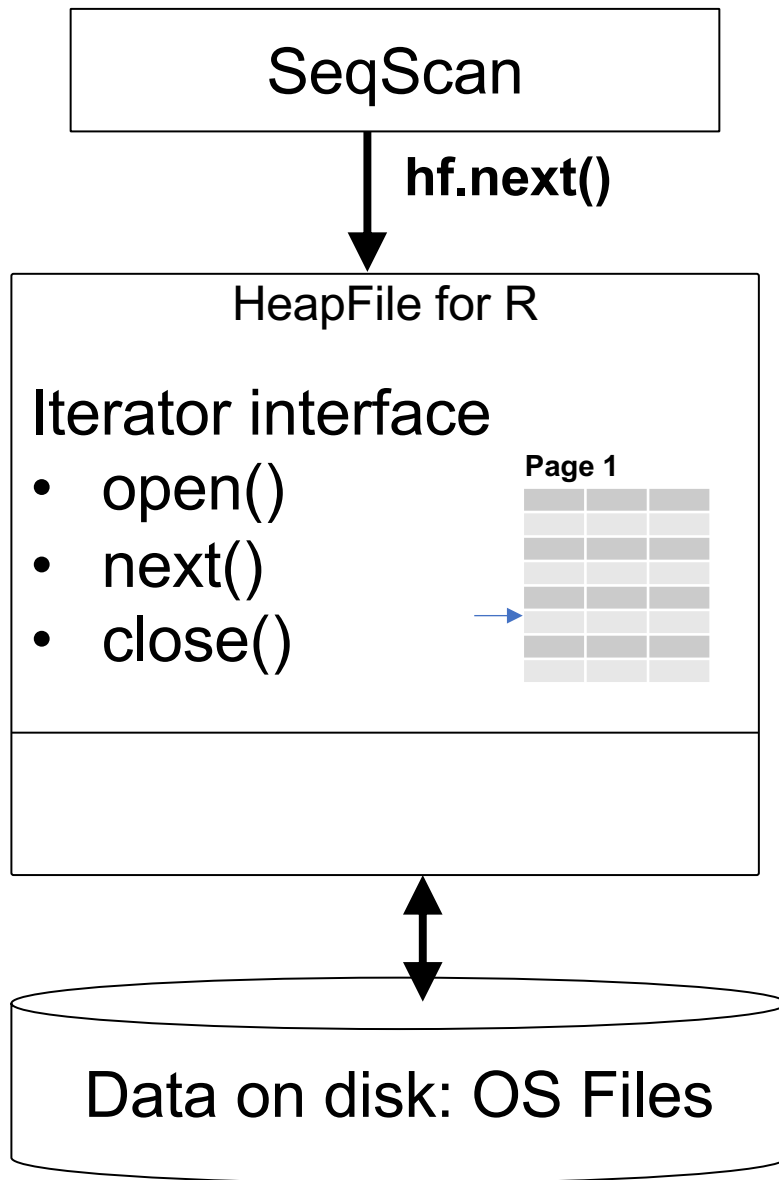 SeqScan
hf.next()
HeapFile for R
Iterator interface
• open()
• next()
• close()
Page 1
Data on disk: OS Files